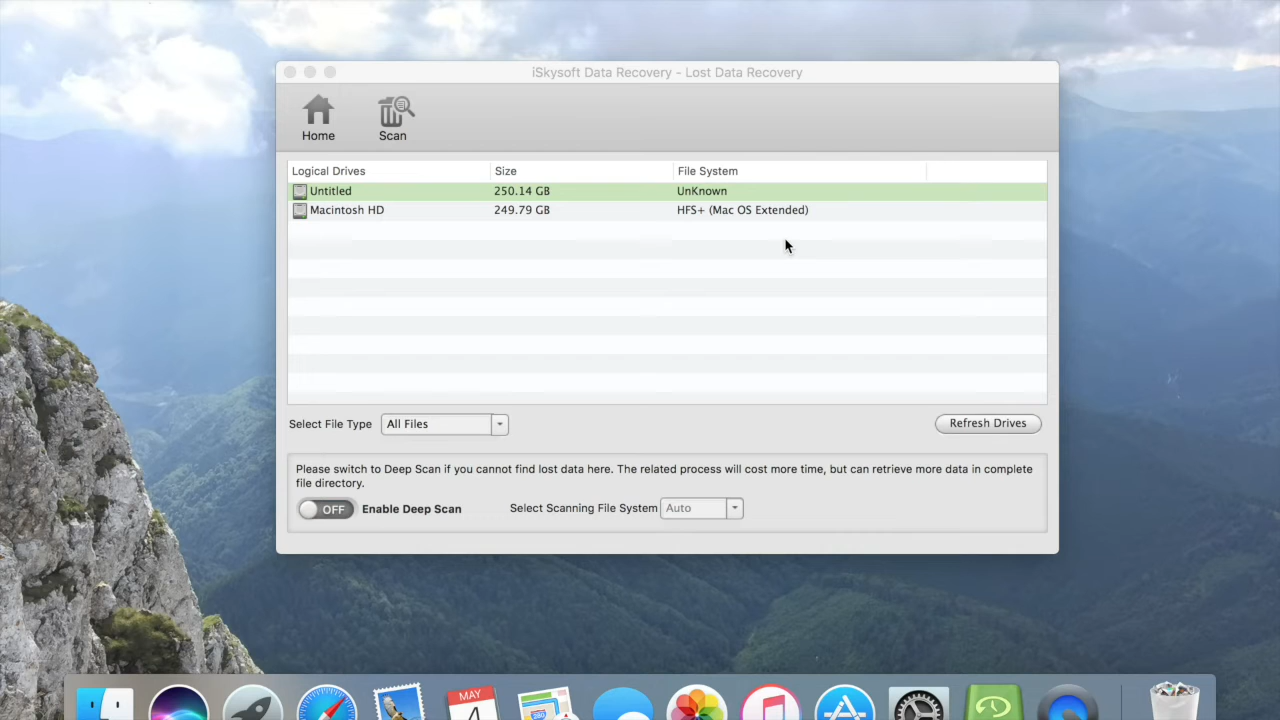 iSkysoft Data Recovery - Lost Data Recovery
Home
Scan
Logical Drives
Size
File System
Untitled
250.14 GB
UnKnown
Macintosh HD
249.79 GB
HFS+ (Mac OS Extended)
Select File Type
All Files
Refresh Drives
Please switch to Deep Scan if you cannot find lost data here. The related process will cost more time, but can retrieve more data in complete
file directory.
OFF
Enable Deep Scan
Select Scanning File System
Auto
MAY
4